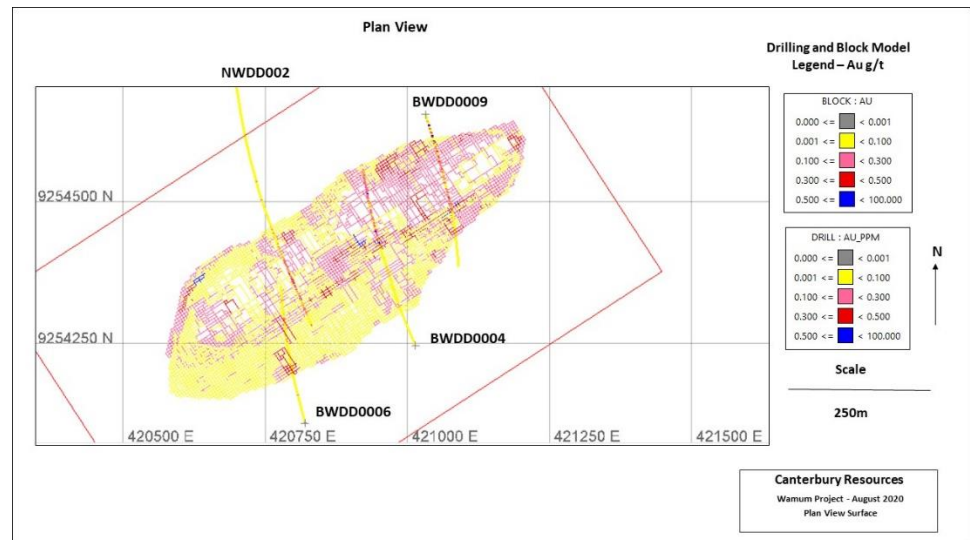 Plan View
Drilling and Block Model
Legend – Au g/t
NWDD002
BWDD0009
BLOCK : AU
0.000 <= < 0.001
0.001 <= < 0.100
0.100 <= < 0.300
0.300 <= < 0.500
0.500 <= < 100.000
9254500 N
DRILL : AU_PPM
0.000 <= < 0.001
0.001 <= < 0.100
0.100 <= < 0.300
0.300 <= < 0.500
0.500 <= < 100.000
N
9254250 N
BWDD0004
Scale
250m
BWDD0006
420500 E
420750 E
421000 E
421250 E
421500 E
Canterbury Resources
Wamum Project - August 2020
Plan View Surface